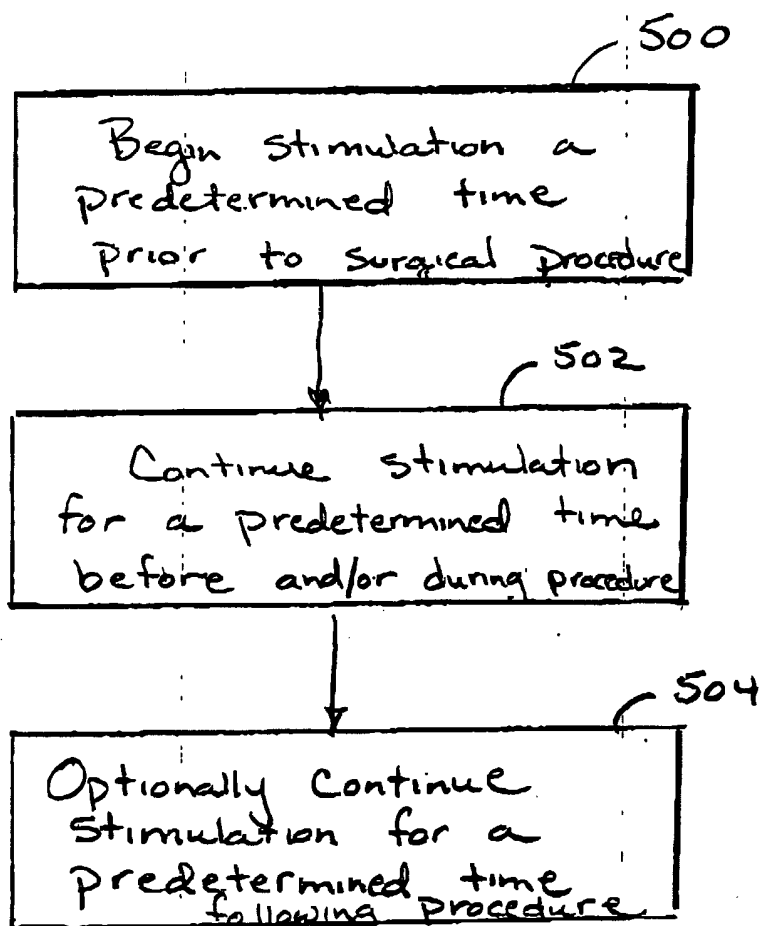 500
Begin stimulation a
predetermined time
prior to surgical procedure
502
Continue stimulation
for a predetermined time
before and/or during procedure
504
Optionally Continue
stimulation for a
predetermined time
following procedure